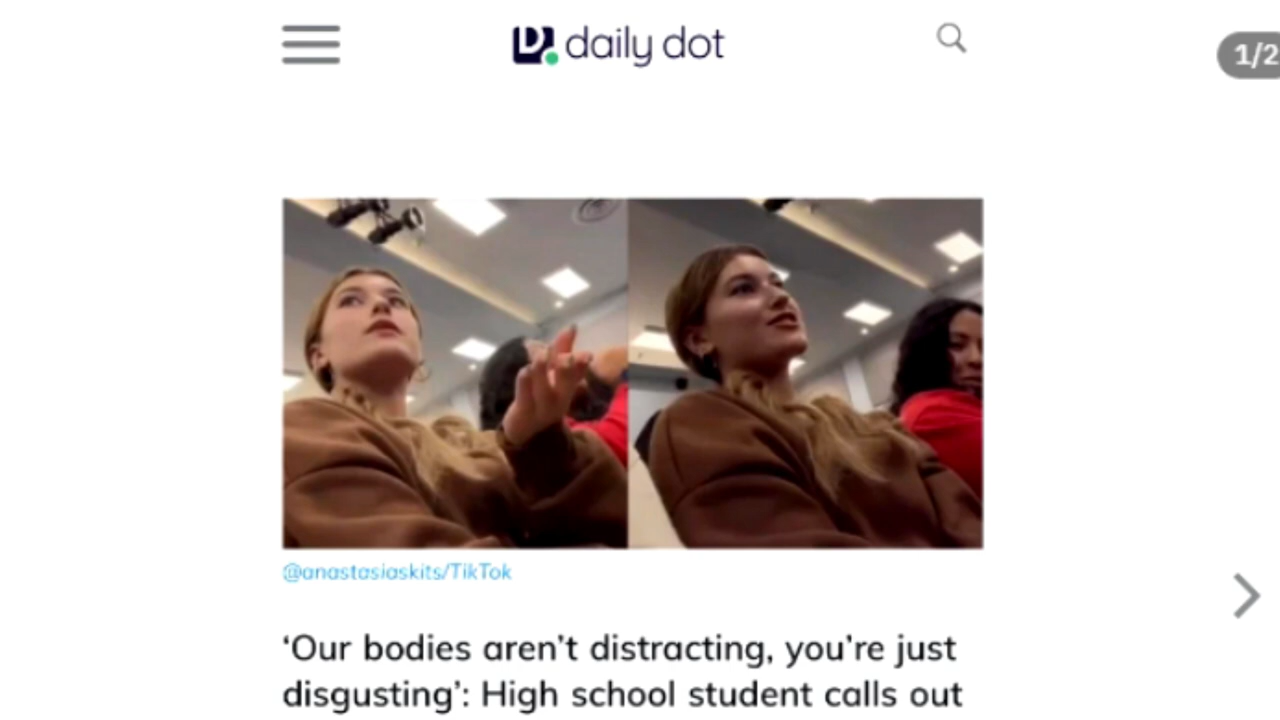 daily dot
1/2
@anastasiaskits/TikTok
‘Our bodies aren’t distracting, you’re just
disgusting’: High school student calls out